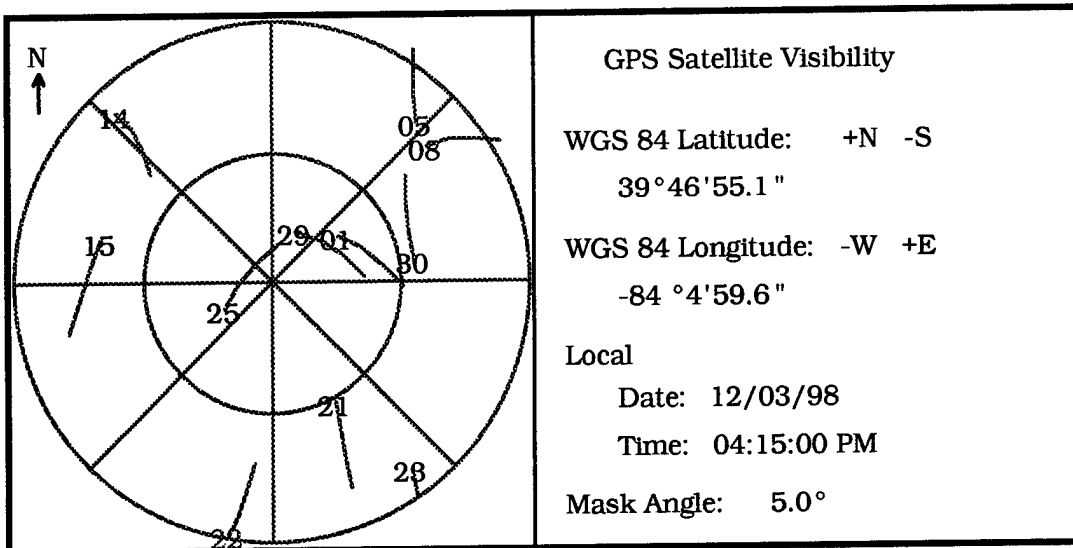 N
14
05
08
15
29
01
30
25
21
23
22
GPS Satellite Visibility
WGS 84 Latitude: +N -S
39°46'55.1"
WGS 84 Longitude: -W +E
-84 °4'59.6"
Local
Date: 12/03/98
Time: 04:15:00 PM
Mask Angle: 5.0°